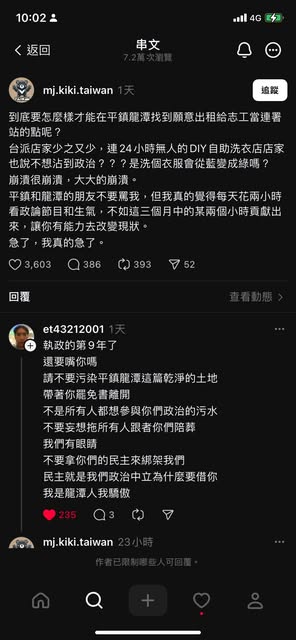 10:02
4G
返回
串文
7.2萬次瀏覽
mj.kiki.taiwan 1天
追蹤
到底要怎麼樣才能在平鎮龍潭找到願意出租給志工當連署
站的點呢？
台派店家少之又少，連24小時無人的DIY自助洗衣店店家
也說不想沾到政治？？？是洗個衣服會從藍變成綠嗎？
崩潰很崩潰，大大的崩潰。
平鎮和龍潭的朋友不要罵我，但我真的覺得每天花兩小時
看政論節目和生氣，不如這三個月中的某兩個小時貢獻出
來，讓你有能力去改變現狀。
急了，我真的急了。
3,603
386
393
52
回覆
查看動態
et43212001 1天
執政的第9年了
還要嘴你嗎
請不要污染平鎮龍潭這篇乾淨的土地
帶著你罷免書離開
不是所有人都想參與你們政治的污水
不要妄想拖所有人跟者你們陪葬
我們有眼睛
不要拿你們的民主來綁架我們
民主就是我們政治中立為什麼要借你
我是龍潭人我驕傲
235
3
mj.kiki.taiwan 23小時
作者已限制哪些人可回覆。